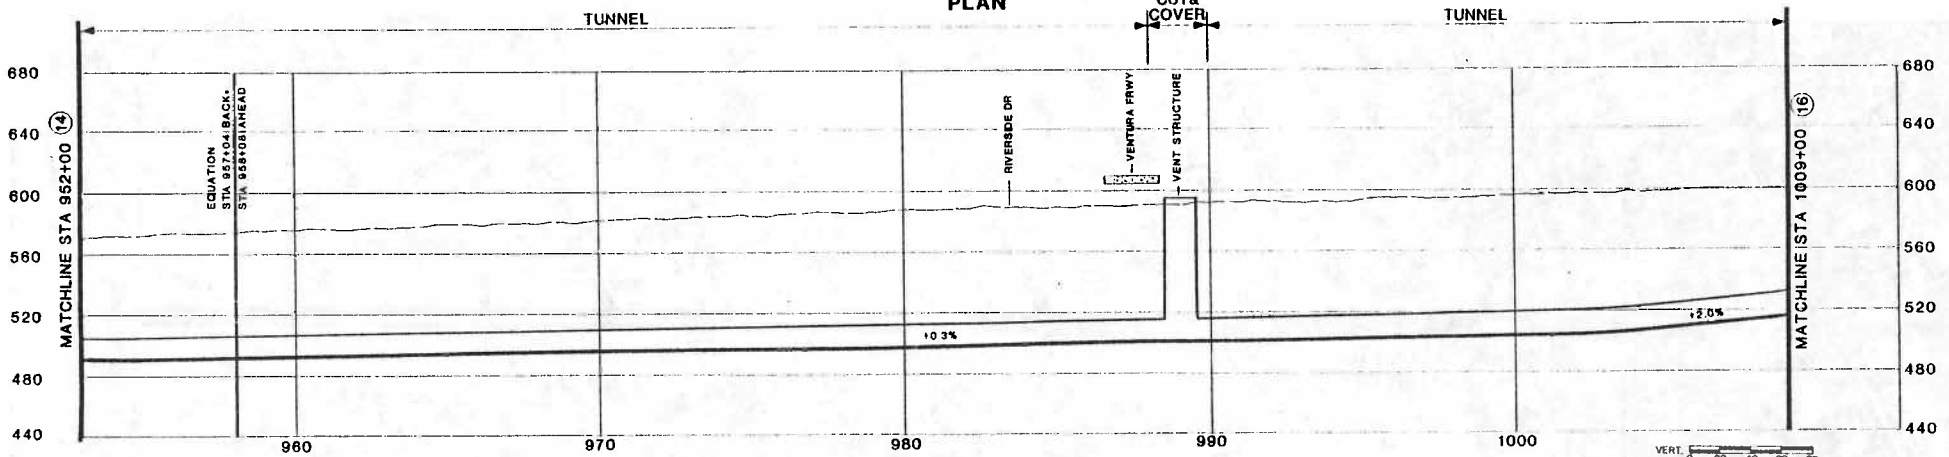 PLAN
TUNNEL
CUT &
COVER
TUNNEL
680
640
600
560
520
480
440
MATCHLINE STA 952+00 (14)
EQUATION
STA 957+04 BACK=
STA 958+08 AHEAD
RIVERSIDE DR
VENTURA FRWY
VENT STRUCTURE
+0.3%
+2.0%
MATCHLINE STA 1009+00 (16)
680
640
600
560
520
480
440
960
970
980
990
1000
VERT.